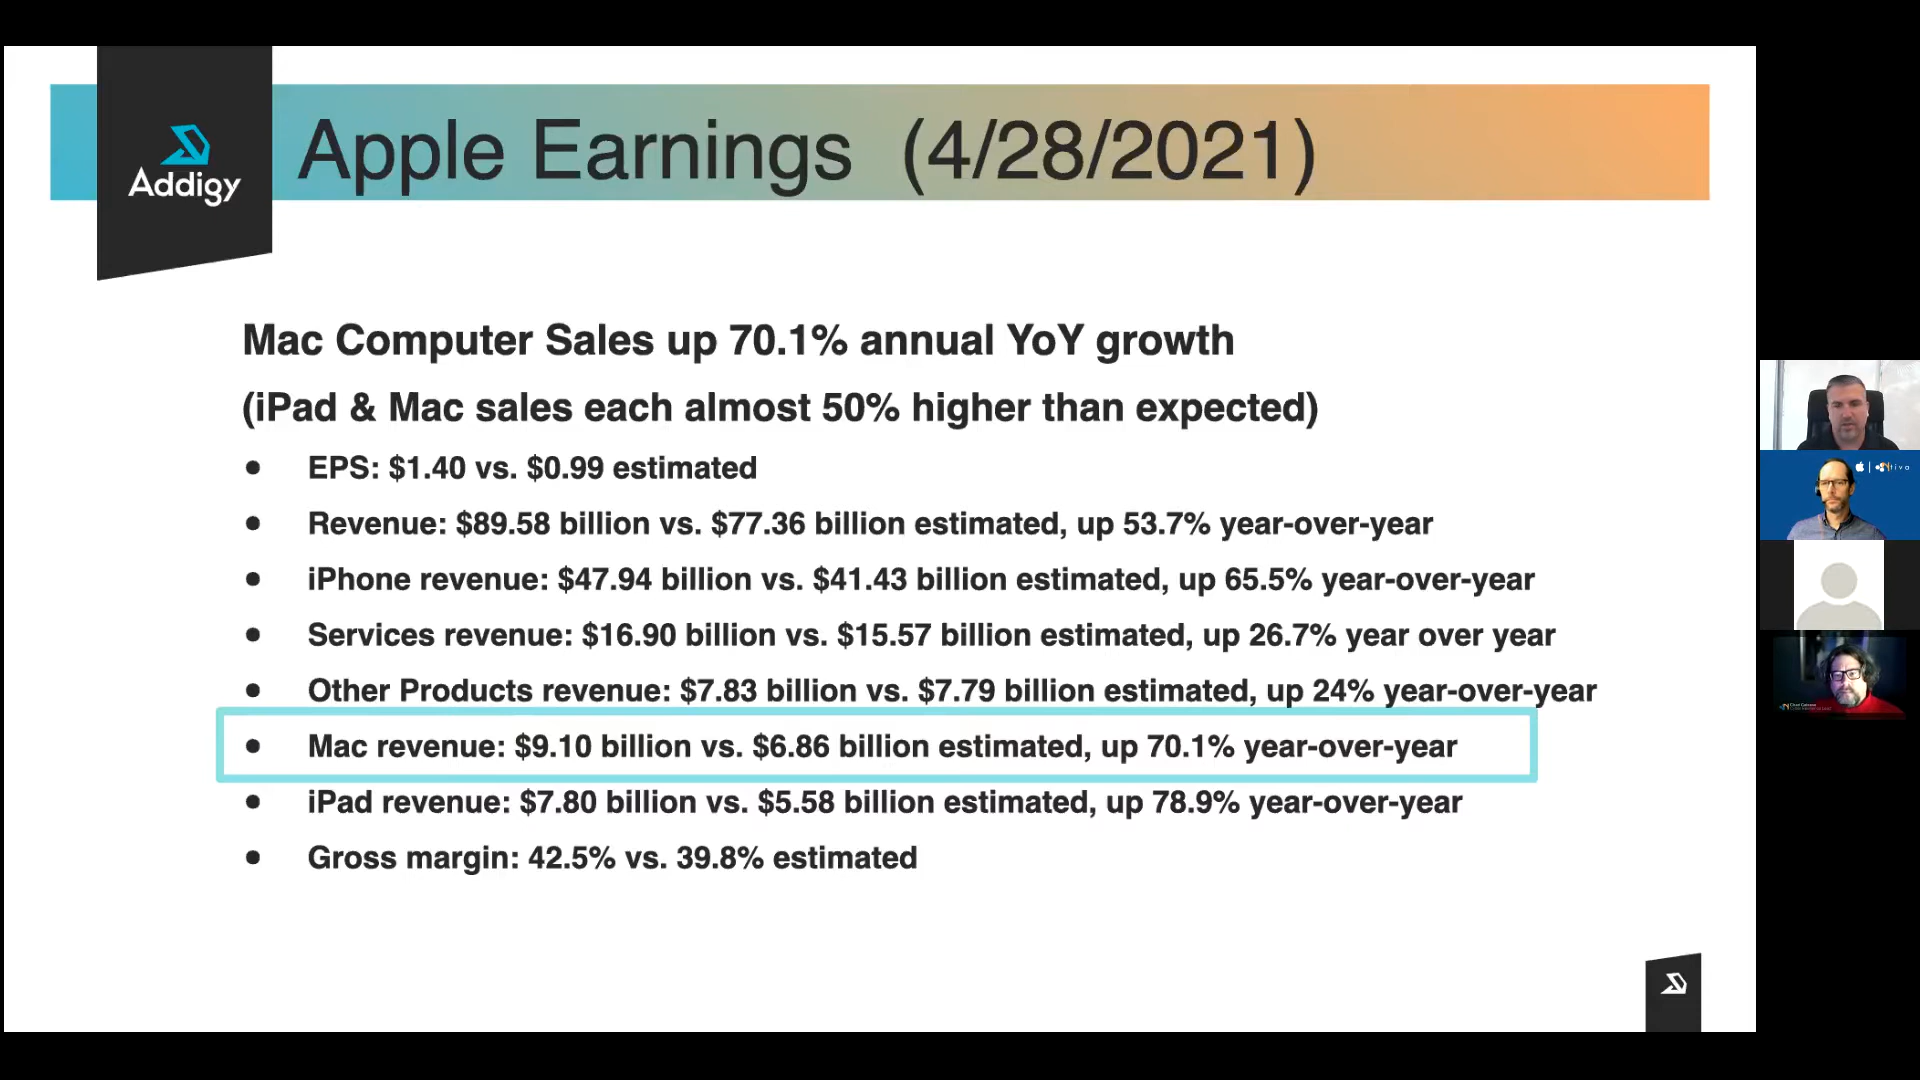 Addigy
Apple Earnings (4/28/2021)
Mac Computer Sales up 70.1% annual YoY growth
(iPad & Mac sales each almost 50% higher than expected)
● EPS: $1.40 vs. $0.99 estimated
● Revenue: $89.58 billion vs. $77.36 billion estimated, up 53.7% year-over-year
● iPhone revenue: $47.94 billion vs. $41.43 billion estimated, up 65.5% year-over-year
● Services revenue: $16.90 billion vs. $15.57 billion estimated, up 26.7% year over year
● Other Products revenue: $7.83 billion vs. $7.79 billion estimated, up 24% year-over-year
● Mac revenue: $9.10 billion vs. $6.86 billion estimated, up 70.1% year-over-year
● iPad revenue: $7.80 billion vs. $5.58 billion estimated, up 78.9% year-over-year
● Gross margin: 42.5% vs. 39.8% estimated